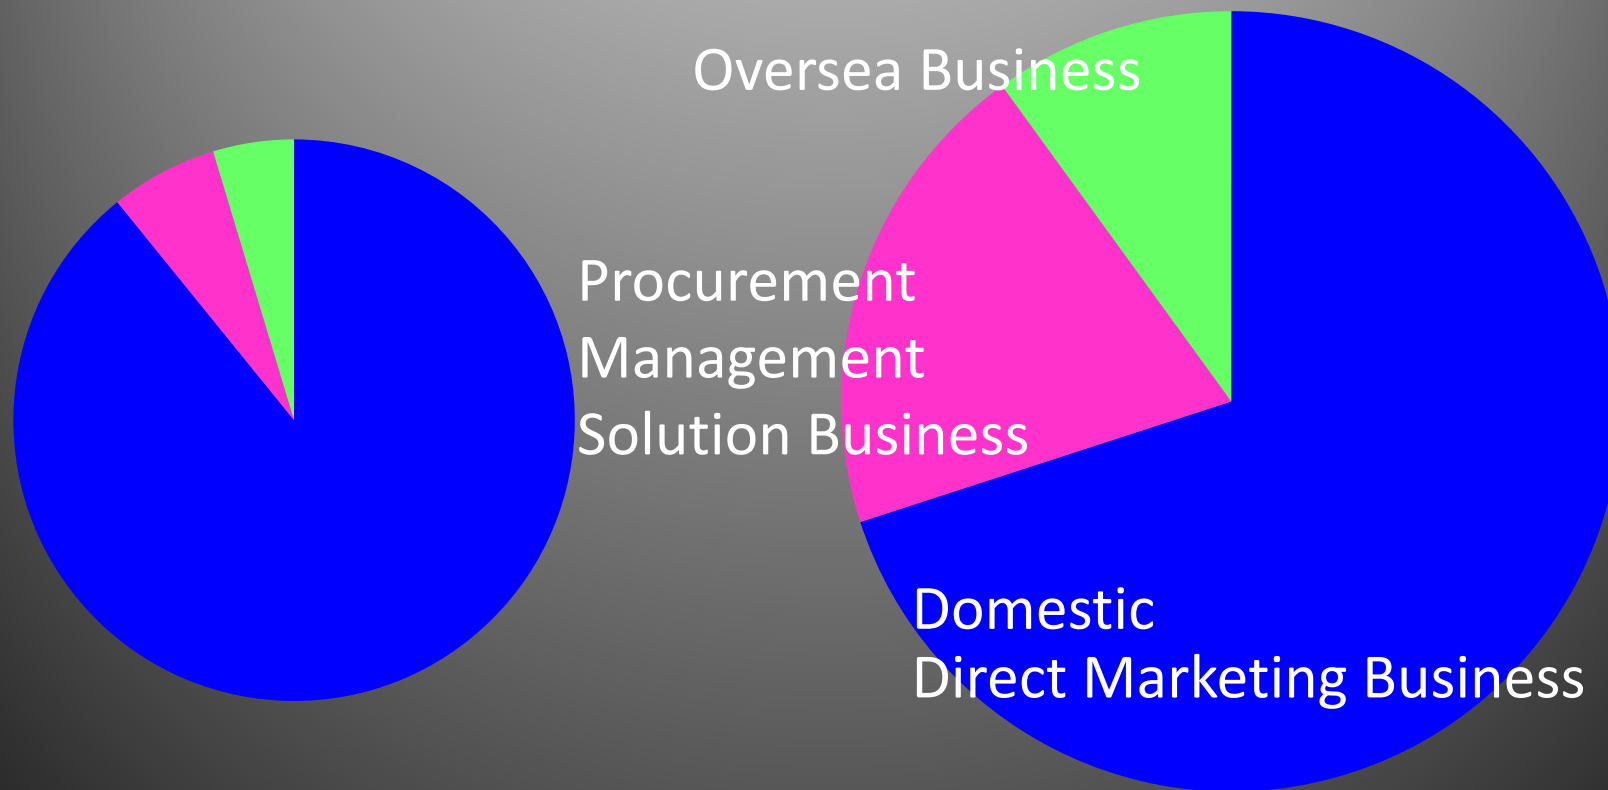 Oversea Business
Procurement
Management
Solution Business
Domestic
Direct Marketing Business